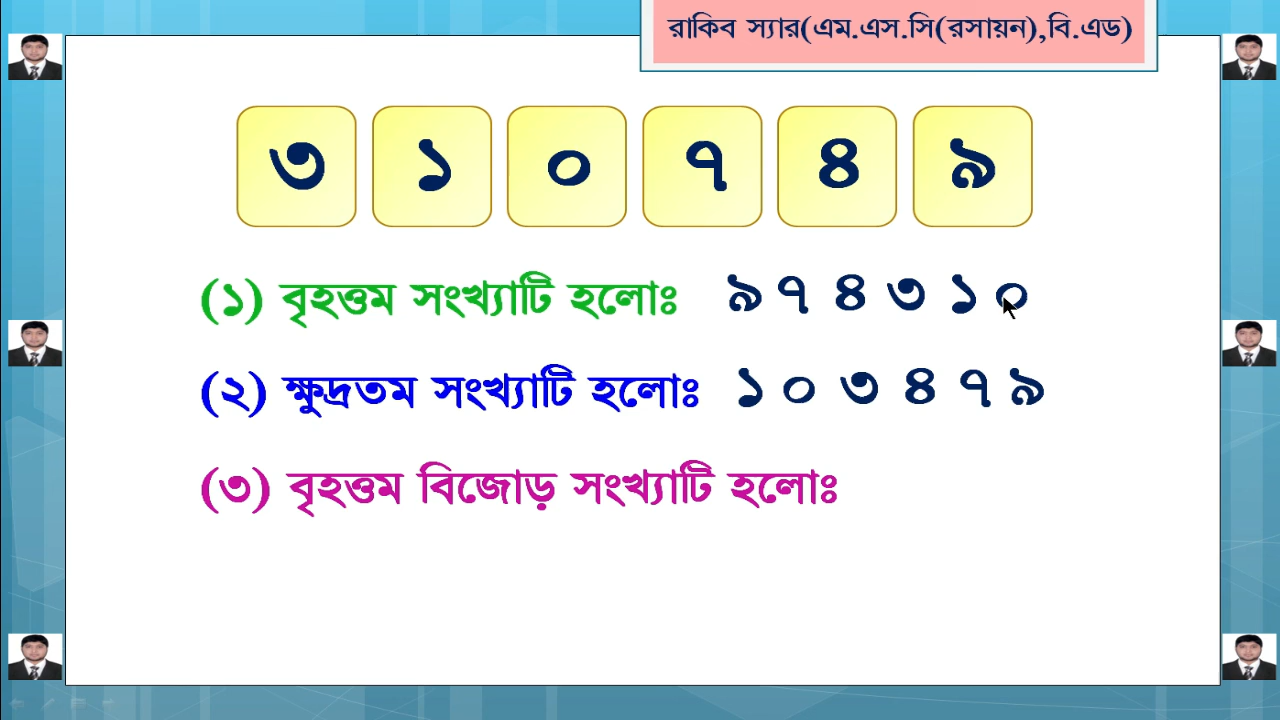 রাকিব স্যার(এম.এস.সি(রসায়ন),বি.এড)
৩ ১ ০ ৭ ৪ ৯
(১) বৃহত্তম সংখ্যাটি হলোঃ ৯ ৭ ৪ ৩ ১ ০
(২) ক্ষুদ্রতম সংখ্যাটি হলোঃ ১ ০ ৩ ৪ ৭ ৯
(৩) বৃহত্তম বিজোড় সংখ্যাটি হলোঃ